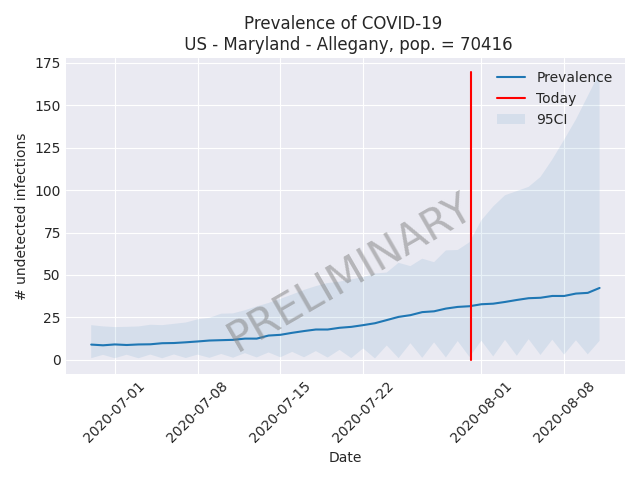 Prevalence of COVID-19
US - Maryland - Allegany, pop. = 70416
175
150
125
100
75
50
25
0
# undetected infections
Prevalence
Today
95CI
PRELIMINARY
2020-07-01
2020-07-08
2020-07-15
2020-07-22
2020-08-01
2020-08-08
Date